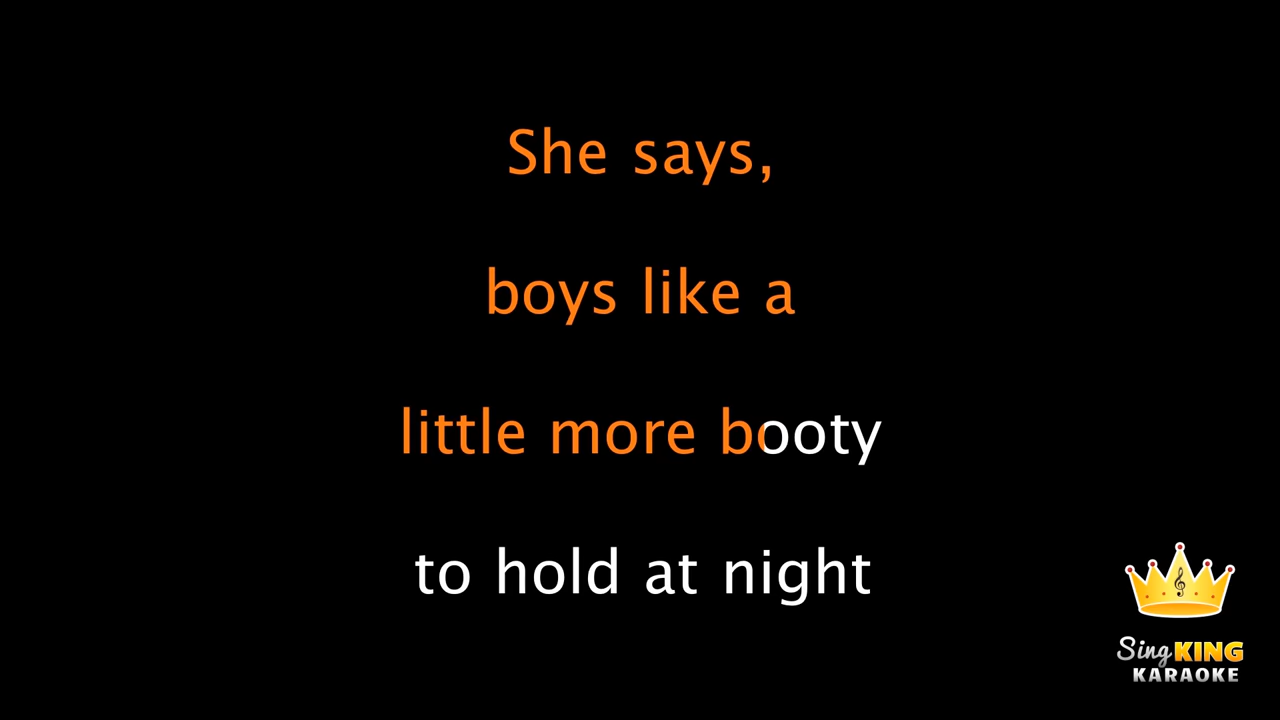 She says,
boys like a
little more booty
to hold at night
Sing KING
KARAOKE